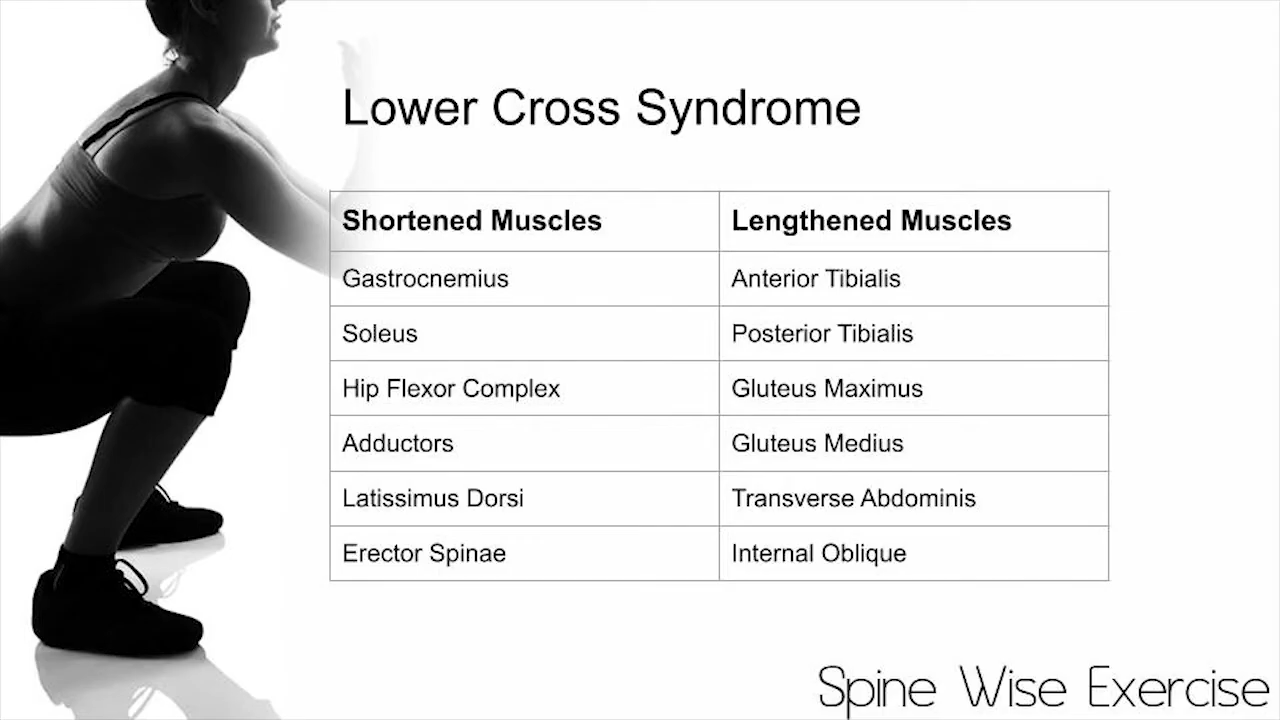 Lower Cross Syndrome
Shortened Muscles Lengthened Muscles
Gastrocnemius Anterior Tibialis
Soleus Posterior Tibialis
Hip Flexor Complex Gluteus Maximus
Adductors Gluteus Medius
Latissimus Dorsi Transverse Abdominis
Erector Spinae Internal Oblique
Spine Wise Exercise